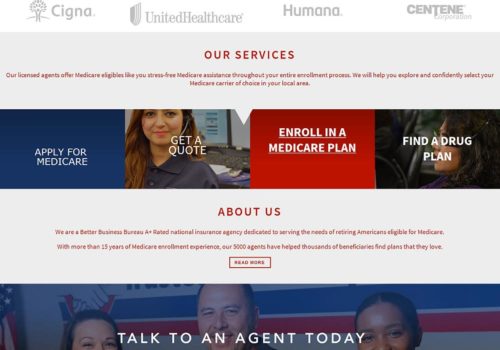 Cigna
UnitedHealthcare
Humana
CENTENE
Corporation
OUR SERVICES
Our licensed agents offer Medicare eligibles like you stress-free Medicare assistance throughout your entire enrollment process. We will help you explore and confidently select your
Medicare carrier of choice in your local area.
APPLY FOR
MEDICARE
GET A
QUOTE
ENROLL IN A
MEDICARE PLAN
FIND A DRUG
PLAN
ABOUT US
We are a Better Business Bureau A+ Rated national insurance agency dedicated to serving the needs of retiring Americans eligible for Medicare.
With more than 15 years of Medicare enrollment experience, our 5000 agents have helped thousands of beneficiaries find plans that they love.
READ MORE
TALK TO AN AGENT TODAY